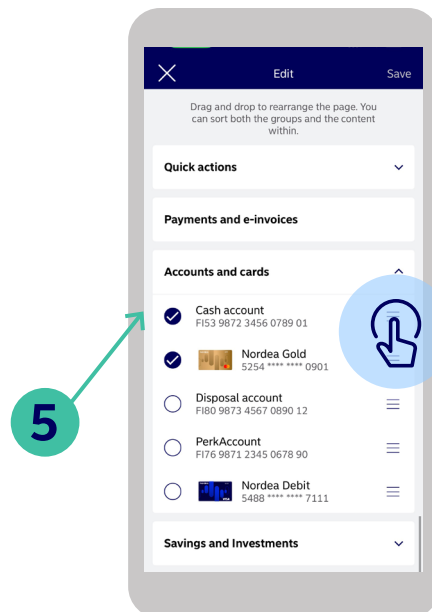 Edit
Save
Drag and drop to rearrange the page. You
can sort both the groups and the content
within.
Quick actions
Payments and e-invoices
Accounts and cards
Cash account
FI53 9872 3456 0789 01
Nordea Gold
5254 **** **** 0901
Disposal account
FI80 9873 4567 0890 12
PerkAccount
FI76 9871 2345 0678 90
Nordea Debit
5488 **** **** 7111
Savings and Investments
5